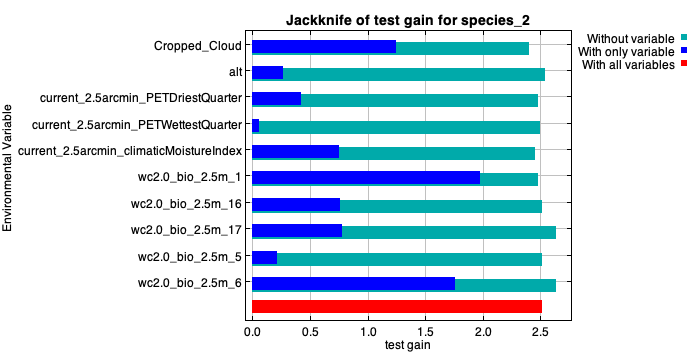 Jackknife of test gain for species_2
Without variable
With only variable
With all variables
Environmental Variable
Cropped_Cloud
alt
current_2.5arcmin_PETDriestQuarter
current_2.5arcmin_PETWettestQuarter
current_2.5arcmin_climaticMoistureIndex
wc2.0_bio_2.5m_1
wc2.0_bio_2.5m_16
wc2.0_bio_2.5m_17
wc2.0_bio_2.5m_5
wc2.0_bio_2.5m_6
0.0 0.5 1.0 1.5 2.0 2.5
test gain